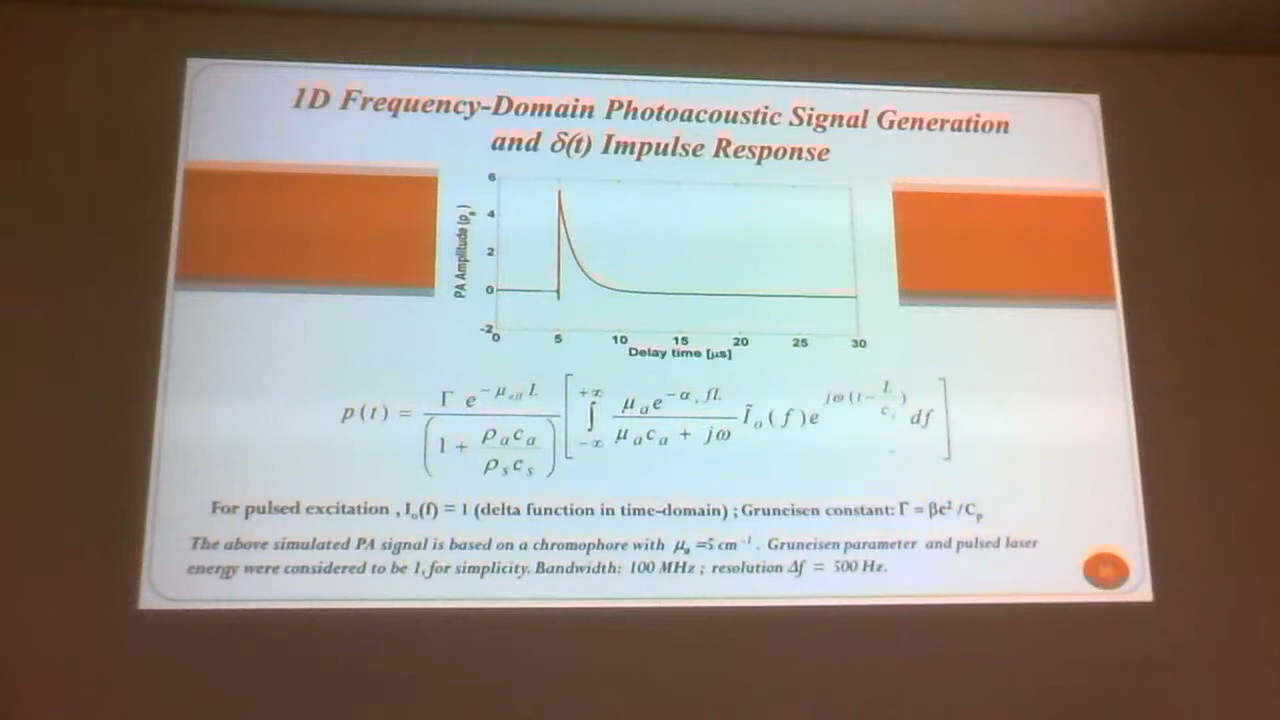 1D Frequency-Domain Photoacoustic Signal Generation
and δ(t) Impulse Response
PA Amplitude (p_a)
6
4
2
0
-2
0 5 10 15 20 25 30
Delay time [μs]
p(t) = Γ e^{-μ_eff L} / (1 + ρ_a c_a / ρ_s c_s) [ ∫_{-∞}^{+∞} μ_a e^{-α_s fL} / (μ_a c_a + jω) Ĩ_o(f) e^{jω(t - L/c_s)} df ]
For pulsed excitation , I_o(f) = 1 (delta function in time-domain) ; Gruneisen constant: Γ = βc² /C_p
The above simulated PA signal is based on a chromophore with μ_a =5 cm⁻¹ . Gruneisen parameter and pulsed laser
energy were considered to be 1, for simplicity. Bandwidth: 100 MHz ; resolution Δf = 500 Hz.